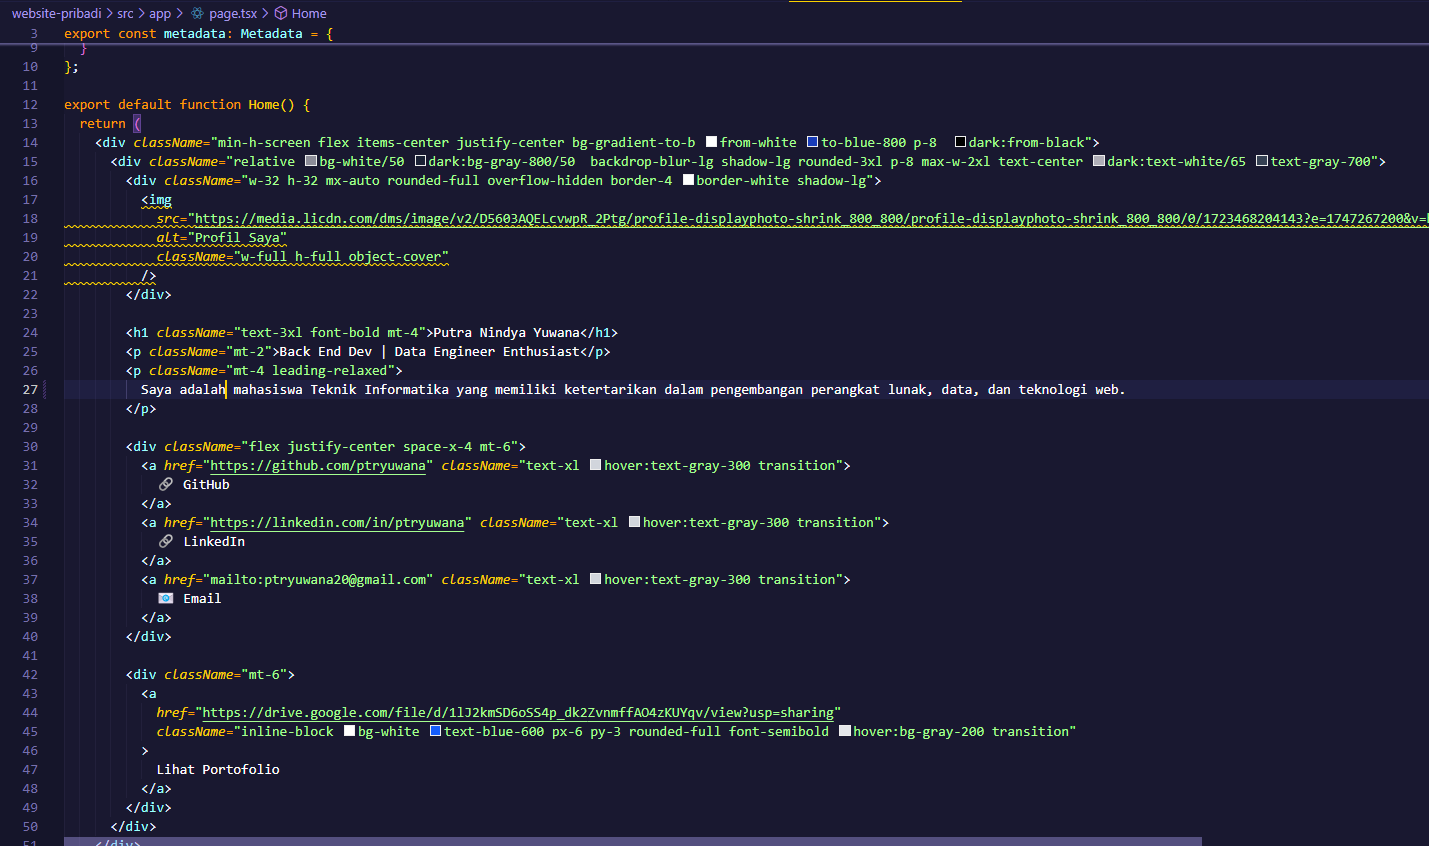 website-pribadi > src > app > page.tsx > Home
3 export const metadata: Metadata = {
9 }
10 };
11
12 export default function Home() {
13 return (
14 <div className="min-h-screen flex items-center justify-center bg-gradient-to-b from-white to-blue-800 p-8 dark:from-black">
15 <div className="relative bg-white/50 dark:bg-gray-800/50 backdrop-blur-lg shadow-lg rounded-3xl p-8 max-w-2xl text-center dark:text-white/65 text-gray-700">
16 <div className="w-32 h-32 mx-auto rounded-full overflow-hidden border-4 border-white shadow-lg">
17 <img
18 src="https://media.licdn.com/dms/image/v2/D5603AQELcvwpR_2Ptg/profile-displayphoto-shrink_800_800/profile-displayphoto-shrink_800_800/0/1723468204143?e=1747267200&v=
19 alt="Profil Saya"
20 className="w-full h-full object-cover"
21 />
22 </div>
23
24 <h1 className="text-3xl font-bold mt-4">Putra Nindya Yuwana</h1>
25 <p className="mt-2">Back End Dev | Data Engineer Enthusiast</p>
26 <p className="mt-4 leading-relaxed">
27 Saya adalah mahasiswa Teknik Informatika yang memiliki ketertarikan dalam pengembangan perangkat lunak, data, dan teknologi web.
28 </p>
29
30 <div className="flex justify-center space-x-4 mt-6">
31 <a href="https://github.com/ptryuwana" className="text-xl hover:text-gray-300 transition">
32 🔗 GitHub
33 </a>
34 <a href="https://linkedin.com/in/ptryuwana" className="text-xl hover:text-gray-300 transition">
35 🔗 LinkedIn
36 </a>
37 <a href="mailto:ptryuwana20@gmail.com" className="text-xl hover:text-gray-300 transition">
38 📧 Email
39 </a>
40 </div>
41
42 <div className="mt-6">
43 <a
44 href="https://drive.google.com/file/d/1lJ2kmSD6oSS4p_dk2ZvnmffAO4zKUYqv/view?usp=sharing"
45 className="inline-block bg-white text-blue-600 px-6 py-3 rounded-full font-semibold hover:bg-gray-200 transition"
46 >
47 Lihat Portofolio
48 </a>
49 </div>
50 </div>
51 </div>